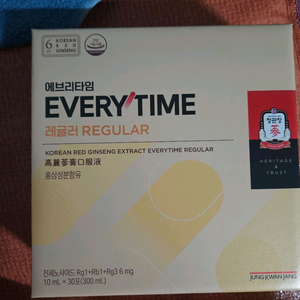 6 KOREAN
RED
GINSENG
에브리타임
EVERYTIME
레귤러 REGULAR
KOREAN RED GINSENG EXTRACT EVERYTIME REGULAR
高麗蔘膏口服液
홍삼성분함유
정관장
蔘
HERITAGE
&
TRUST
진세노사이드 Rg1+Rb1+Rg3 6 mg
10 mL × 30포(300 mL)
JUNG KWAN JANG